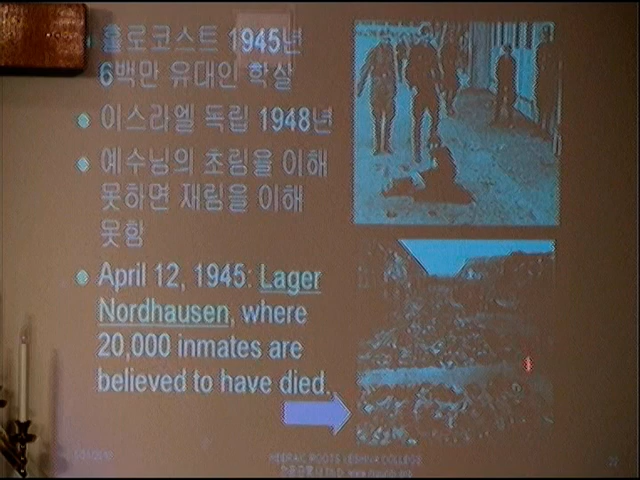 홀로코스트 1945년
6백만 유대인 학살
이스라엘 독립 1948년
예수님의 초림을 이해
못하면 재림을 이해
못함
April 12, 1945: Lager
Nordhausen, where
20,000 inmates are
believed to have died.
HEBRAIC ROOTS YESHIVA COLLEGE